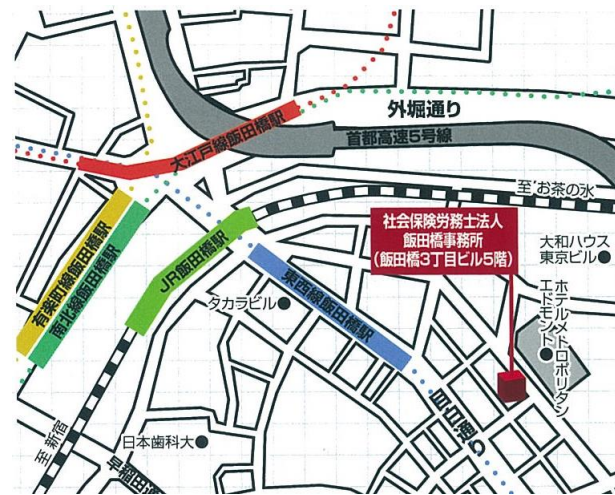 外堀通り
首都高速5号線
大江戸線飯田橋駅
至 お茶の水
社会保険労務士法人
飯田橋事務所
(飯田橋3丁目ビル5階)
大和ハウス
東京ビル
有楽町線飯田橋駅
南北線飯田橋駅
JR飯田橋駅
東西線飯田橋駅
タカラビル
ホテルメトロポリタン
エドモント
目白通り
日本歯科大
至 新宿